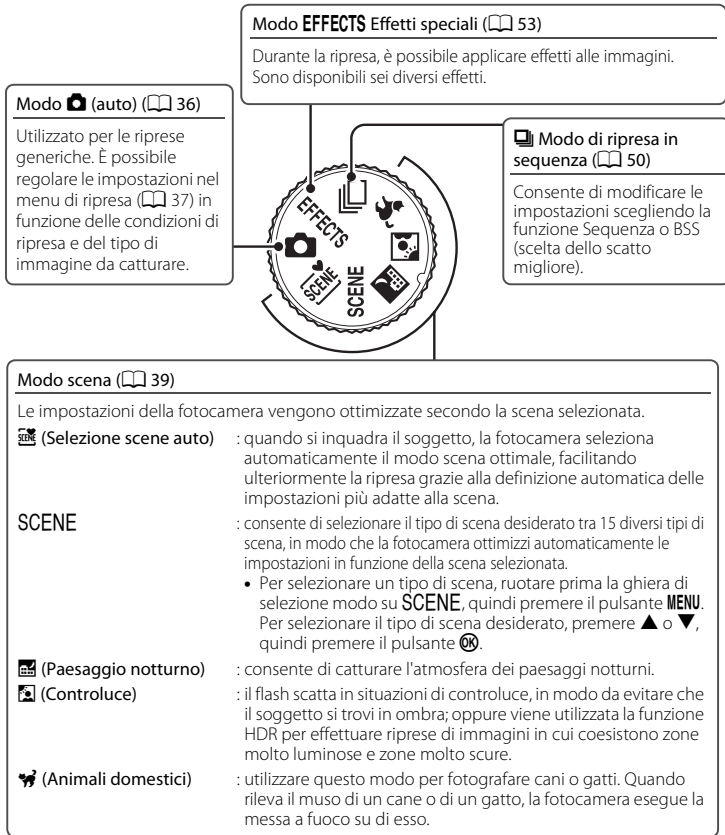 Modo EFFECTS Effetti speciali (53)
Durante la ripresa, è possibile applicare effetti alle immagini.
Sono disponibili sei diversi effetti.
Modo (auto) (36)
Utilizzato per le riprese
generiche. È possibile
regolare le impostazioni nel
menu di ripresa (37) in
funzione delle condizioni di
ripresa e del tipo di
immagine da catturare.
Modo di ripresa in
sequenza (50)
Consente di modificare le
impostazioni scegliendo la
funzione Sequenza o BSS
(scelta dello scatto
migliore).
EFFECTS
SCENE
SCENE
Modo scena (39)
Le impostazioni della fotocamera vengono ottimizzate secondo la scena selezionata.
SCENE (Selezione scene auto) : quando si inquadra il soggetto, la fotocamera seleziona
automaticamente il modo scena ottimale, facilitando
ulteriormente la ripresa grazie alla definizione automatica delle
impostazioni più adatte alla scena.
SCENE : consente di selezionare il tipo di scena desiderato tra 15 diversi tipi di
scena, in modo che la fotocamera ottimizzi automaticamente le
impostazioni in funzione della scena selezionata.
• Per selezionare un tipo di scena, ruotare prima la ghiera di
selezione modo su SCENE, quindi premere il pulsante MENU.
Per selezionare il tipo di scena desiderato, premere ▲ o ▼,
quindi premere il pulsante OK.
(Paesaggio notturno) : consente di catturare l'atmosfera dei paesaggi notturni.
(Controluce) : il flash scatta in situazioni di controluce, in modo da evitare che
il soggetto si trovi in ombra; oppure viene utilizzata la funzione
HDR per effettuare riprese di immagini in cui coesistono zone
molto luminose e zone molto scure.
(Animali domestici) : utilizzare questo modo per fotografare cani o gatti. Quando
rileva il muso di un cane o di un gatto, la fotocamera esegue la
messa a fuoco su di esso.